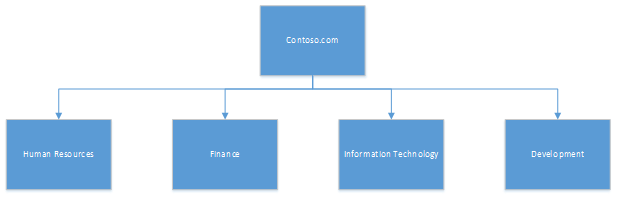 Contoso.com
Human Resources
Finance
Information Technology
Development